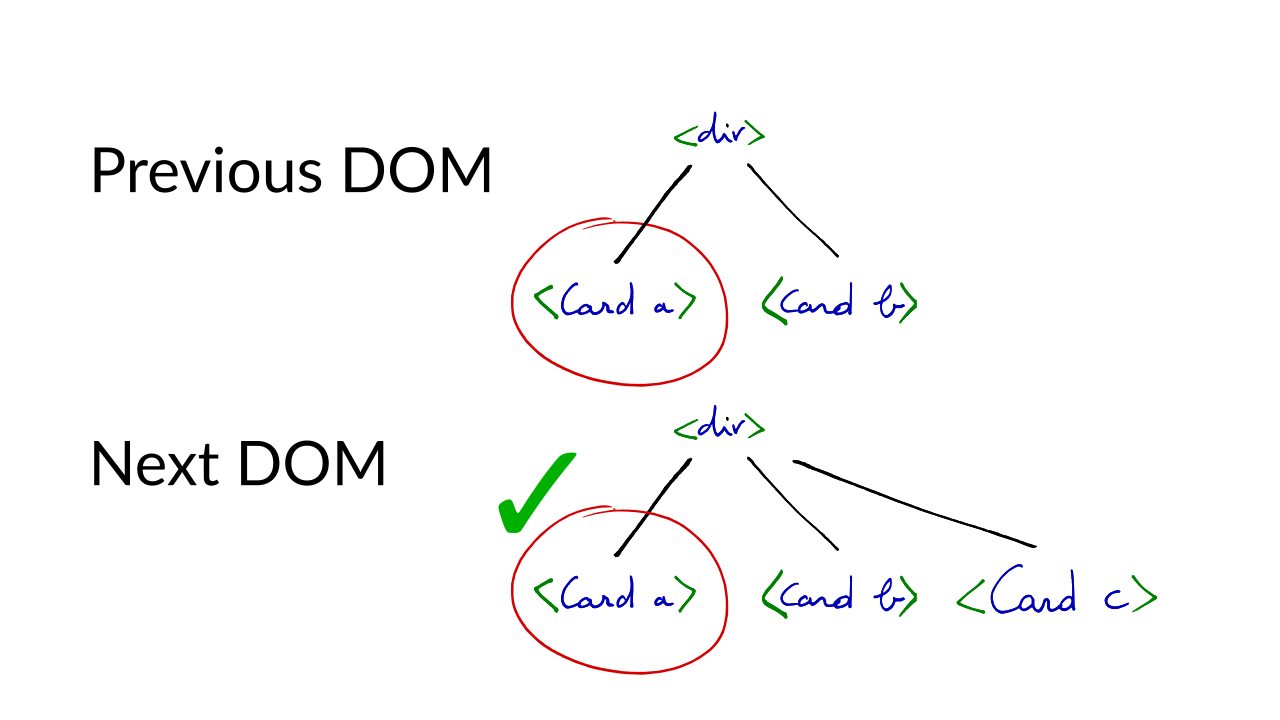 <div>
Previous DOM
<Card a> <Card b>
<div>
Next DOM
<Card a> <Card b> <Card c>